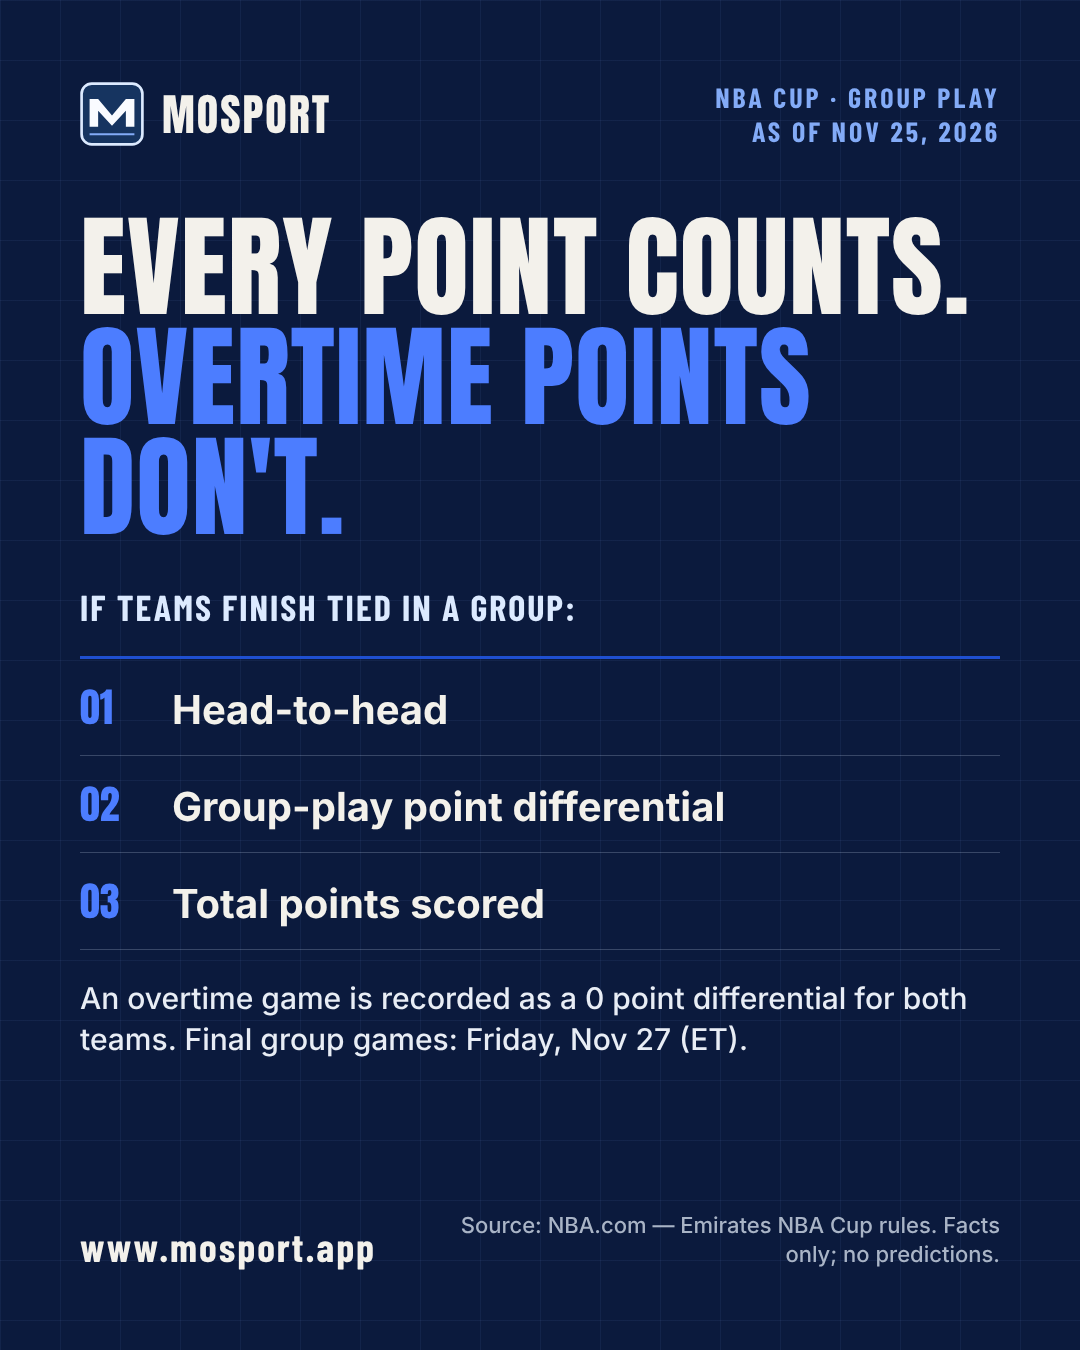 M
MOSPORT
NBA CUP · GROUP PLAY
AS OF NOV 25, 2026
EVERY POINT COUNTS.
OVERTIME POINTS
DON'T.
IF TEAMS FINISH TIED IN A GROUP:
01 Head-to-head
02 Group-play point differential
03 Total points scored
An overtime game is recorded as a 0 point differential for both
teams. Final group games: Friday, Nov 27 (ET).
www.mosport.app
Source: NBA.com — Emirates NBA Cup rules. Facts
only; no predictions.